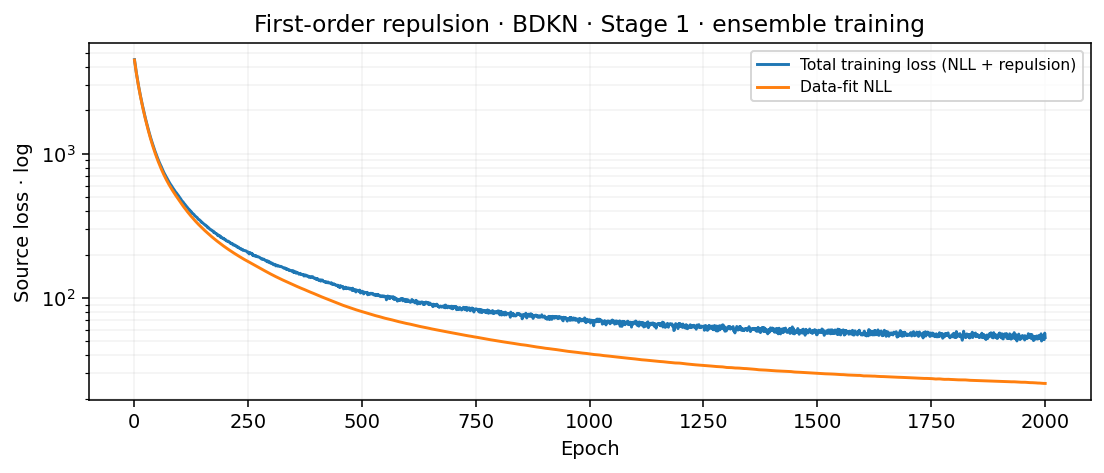 First-order repulsion · BDKN · Stage 1 · ensemble training
Total training loss (NLL + repulsion)
Data-fit NLL
Source loss · log
10³
10²
0 250 500 750 1000 1250 1500 1750 2000
Epoch